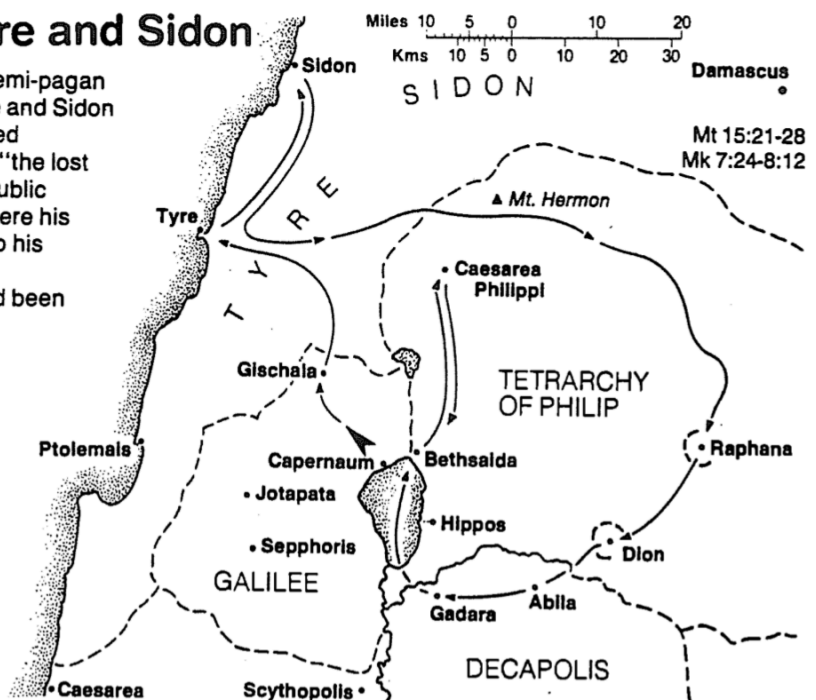 re and Sidon
emi-pagan
e and Sidon
ed
"the lost
ublic
ere his
o his
d been
Miles 10 5 0 10 20
Kms 10 5 0 10 20 30
Sidon
SIDON
Damascus
Mt 15:21-28
Mk 7:24-8:12
Mt. Hermon
Tyre
TYRE
Caesarea
Philippi
Gischala
TETRARCHY
OF PHILIP
Ptolemais
Capernaum
Bethsaida
Raphana
Jotapata
Hippos
Sepphoris
Dion
GALILEE
Gadara
Abila
DECAPOLIS
Caesarea
Scythopolis